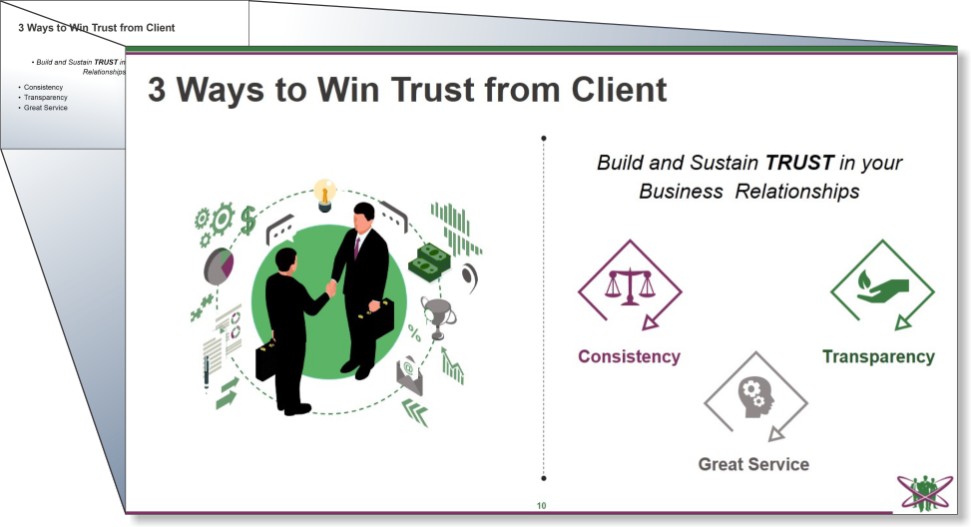 3 Ways to Win Trust from Client
• Build and Sustain TRUST in
Relationships
• Consistency
• Transparency
• Great Service
3 Ways to Win Trust from Client
Build and Sustain TRUST in your
Business Relationships
$
%
@
Consistency
Transparency
Great Service
10